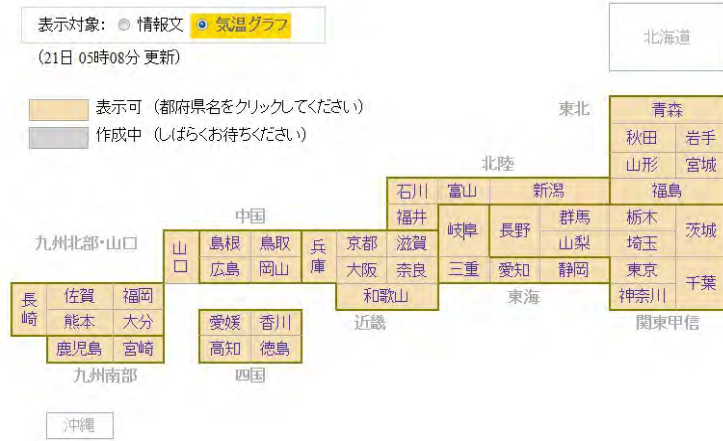 表示対象: 情報文 気温グラフ
(21日 05時08分 更新)
北海道
表示可 (都府県名をクリックしてください)
作成中 (しばらくお待ちください)
東北
青森
秋田 岩手
北陸
山形 宮城
石川 富山 新潟 福島
中国
福井 岐阜 長野 群馬 栃木 茨城
九州北部・山口
山口 島根 鳥取 兵庫 京都 滋賀 山梨 埼玉
広島 岡山 大阪 奈良 三重 愛知 静岡 東京 千葉
長崎 佐賀 福岡 和歌山 東海 神奈川
熊本 大分 愛媛 香川 近畿 関東甲信
鹿児島 宮崎 高知 徳島
九州南部 四国
沖縄